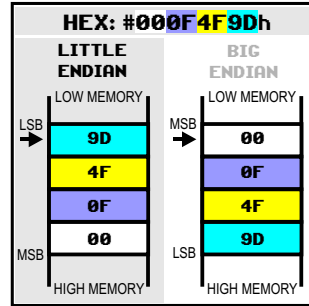 HEX: #000F4F9Dh
LITTLE ENDIAN
LOW MEMORY
LSB
9D
4F
0F
00
MSB
HIGH MEMORY
BIG ENDIAN
LOW MEMORY
MSB
00
0F
4F
9D
LSB
HIGH MEMORY